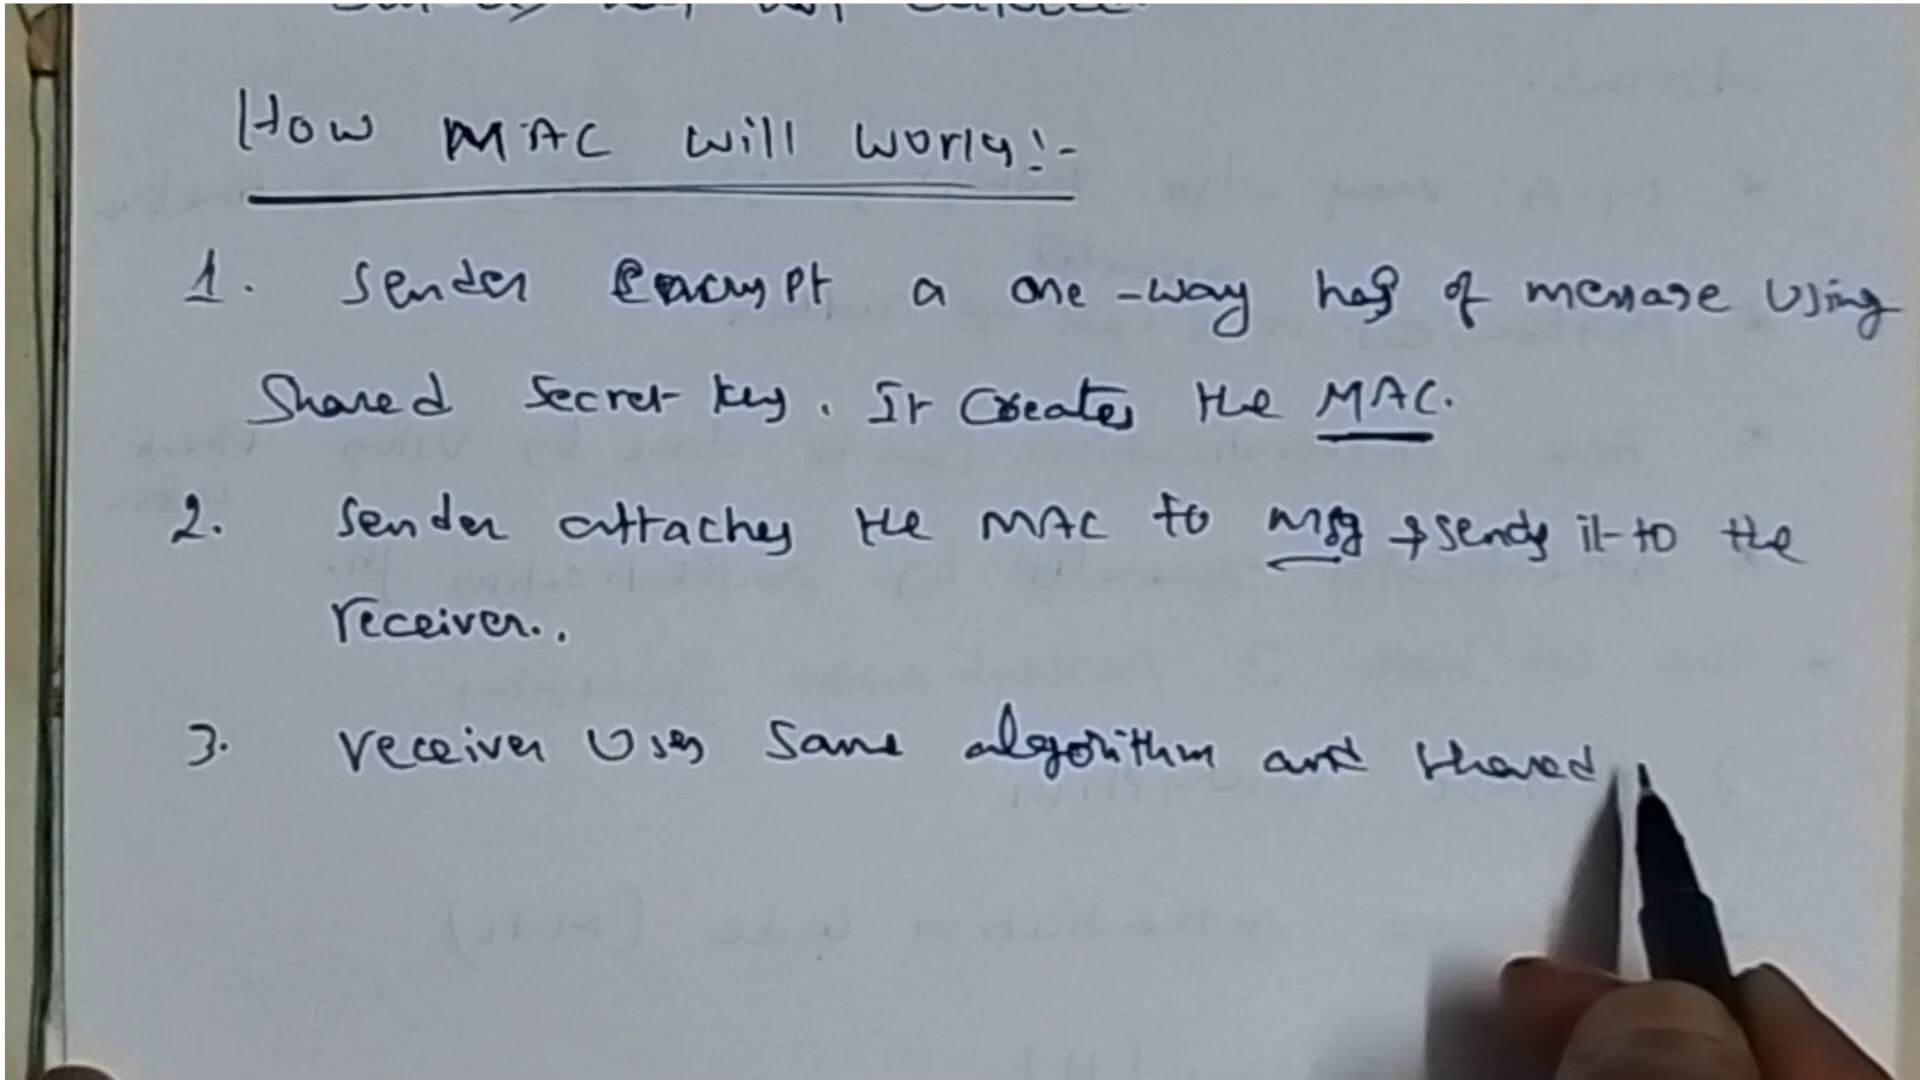 How MAC will work:-
1. Sender Encrypt a one-way hash of message using
Shared Secret key. It creates the MAC.
2. Sender attaches the MAC to msg & sends it to the
receiver..
3. receiver uses same algorithm and shared